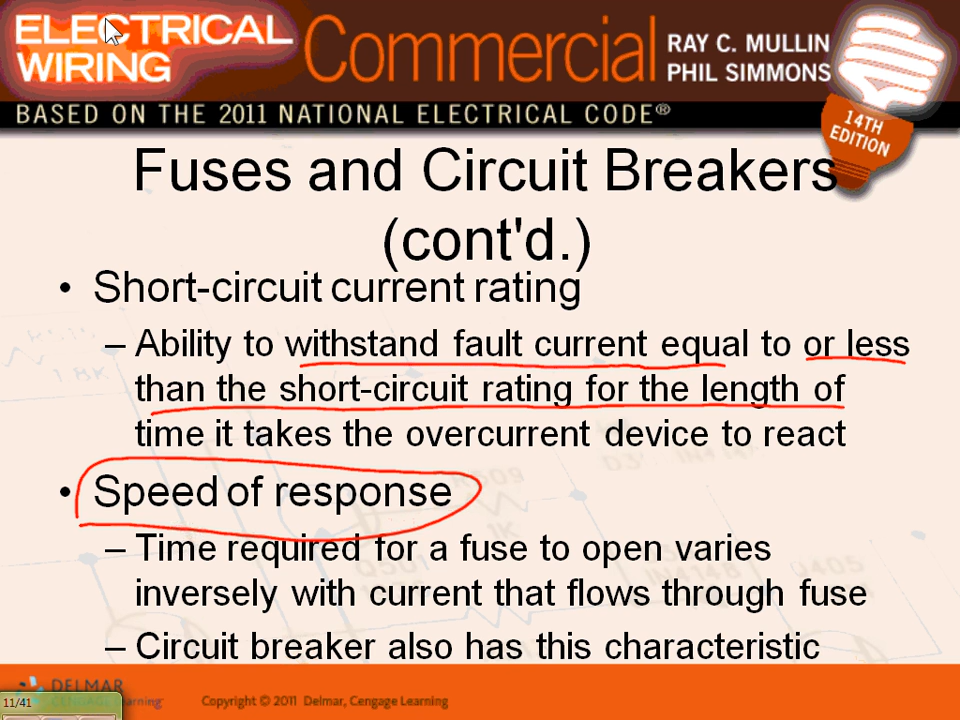 ELECTRICAL
WIRING
Commercial
RAY C. MULLIN
PHIL SIMMONS
BASED ON THE 2011 NATIONAL ELECTRICAL CODE®
14TH
EDITION
Fuses and Circuit Breakers
(cont'd.)
• Short-circuit current rating
– Ability to withstand fault current equal to or less
than the short-circuit rating for the length of
time it takes the overcurrent device to react
• Speed of response
– Time required for a fuse to open varies
inversely with current that flows through fuse
– Circuit breaker also has this characteristic
DELMAR
CENGAGE Learning
Copyright © 2011 Delmar, Cengage Learning
11/41